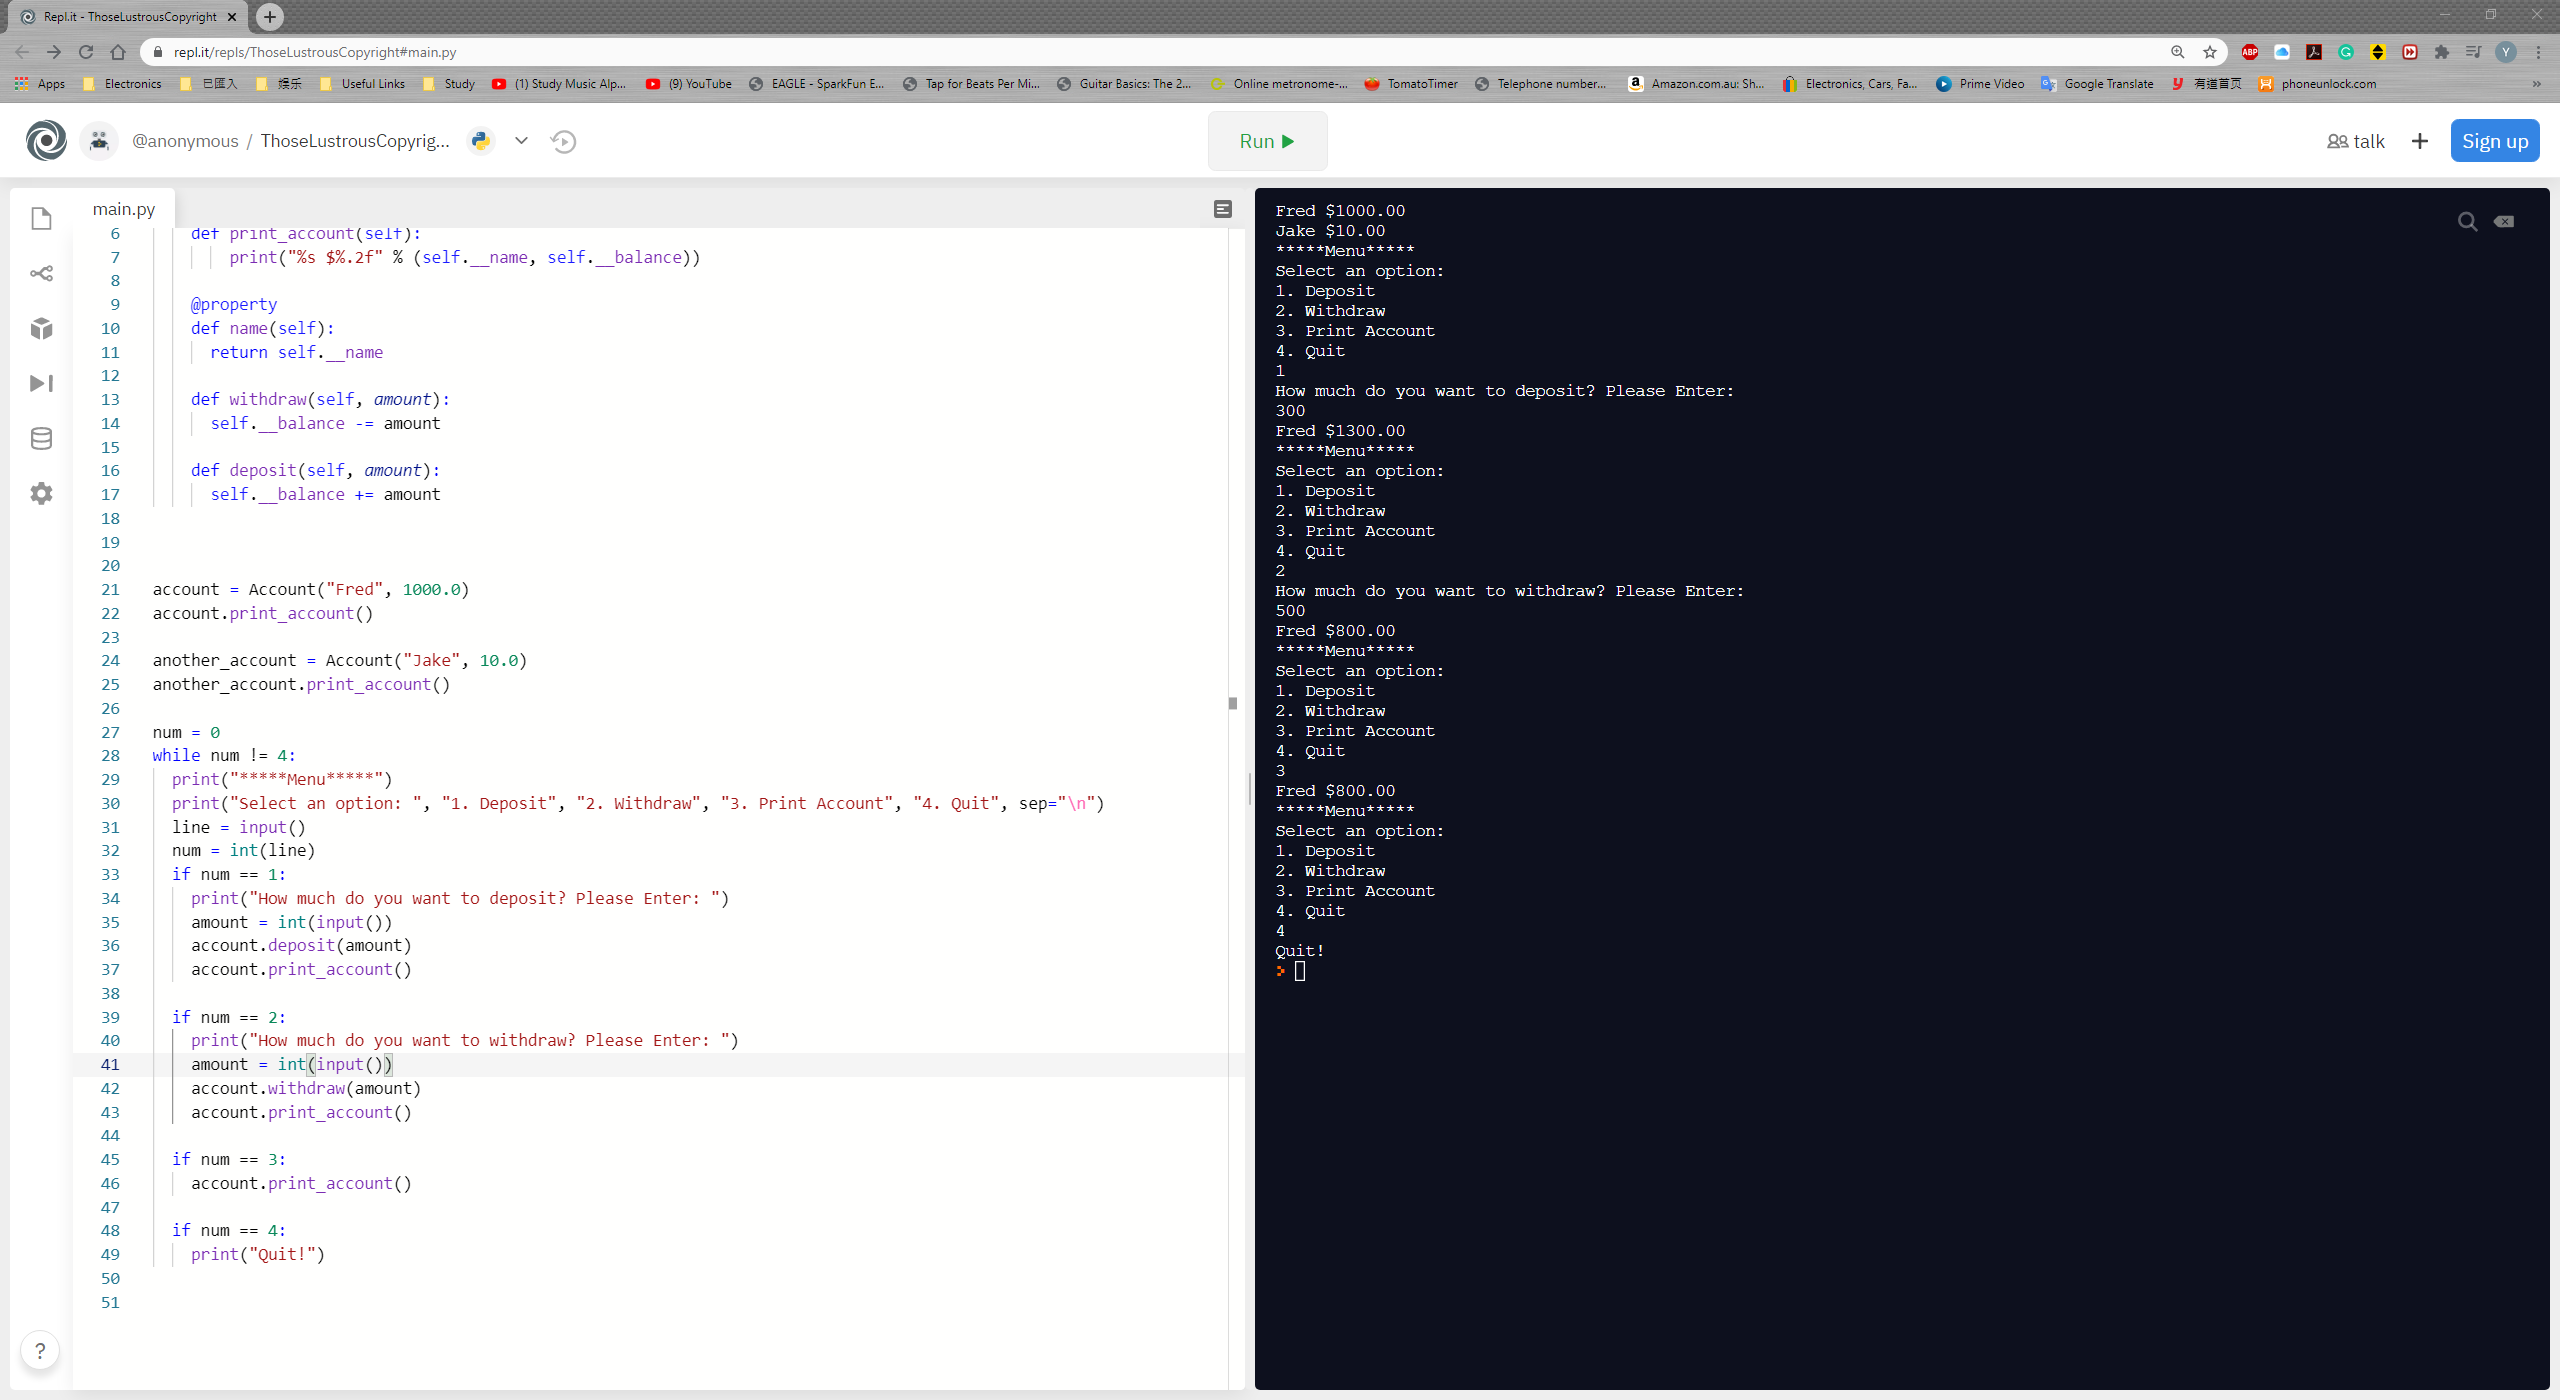 Repl.it - ThoseLustrousCopyright
repl.it/repls/ThoseLustrousCopyright#main.py
ABP
Y
Apps Electronics 已匯入 娱乐 Useful Links Study (1) Study Music Alp... (9) YouTube EAGLE - SparkFun E... Tap for Beats Per Mi... Guitar Basics: The 2... Online metronome-... TomatoTimer Telephone number... Amazon.com.au: Sh... Electronics, Cars, Fa... Prime Video Google Translate 有道首页 phoneunlock.com »
@anonymous / ThoseLustrousCopyrig...
Run
talk + Sign up
main.py
6 def print_account(self):
7 print("%s $%.2f" % (self.__name, self.__balance))
8
9 @property
10 def name(self):
11 return self.__name
12
13 def withdraw(self, amount):
14 self.__balance -= amount
15
16 def deposit(self, amount):
17 self.__balance += amount
18
19
20
21 account = Account("Fred", 1000.0)
22 account.print_account()
23
24 another_account = Account("Jake", 10.0)
25 another_account.print_account()
26
27 num = 0
28 while num != 4:
29 print("*****Menu*****")
30 print("Select an option: ", "1. Deposit", "2. Withdraw", "3. Print Account", "4. Quit", sep="\n")
31 line = input()
32 num = int(line)
33 if num == 1:
34 print("How much do you want to deposit? Please Enter: ")
35 amount = int(input())
36 account.deposit(amount)
37 account.print_account()
38
39 if num == 2:
40 print("How much do you want to withdraw? Please Enter: ")
41 amount = int(input())
42 account.withdraw(amount)
43 account.print_account()
44
45 if num == 3:
46 account.print_account()
47
48 if num == 4:
49 print("Quit!")
50
51
?
Fred $1000.00
Jake $10.00
*****Menu*****
Select an option:
1. Deposit
2. Withdraw
3. Print Account
4. Quit
1
How much do you want to deposit? Please Enter:
300
Fred $1300.00
*****Menu*****
Select an option:
1. Deposit
2. Withdraw
3. Print Account
4. Quit
2
How much do you want to withdraw? Please Enter:
500
Fred $800.00
*****Menu*****
Select an option:
1. Deposit
2. Withdraw
3. Print Account
4. Quit
3
Fred $800.00
*****Menu*****
Select an option:
1. Deposit
2. Withdraw
3. Print Account
4. Quit
4
Quit!